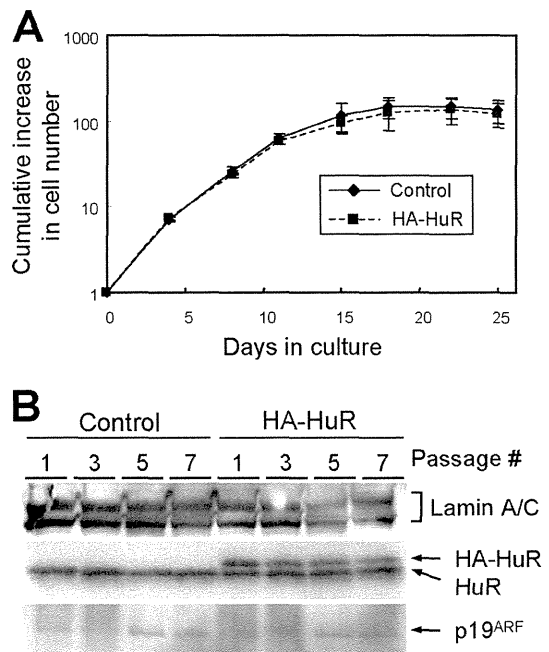 A
1000
100
10
1
Cumulative increase
in cell number
Control
HA-HuR
0 5 10 15 20 25
Days in culture
B
Control HA-HuR
1 3 5 7 1 3 5 7 Passage #
Lamin A/C
HA-HuR
HuR
p19ARF